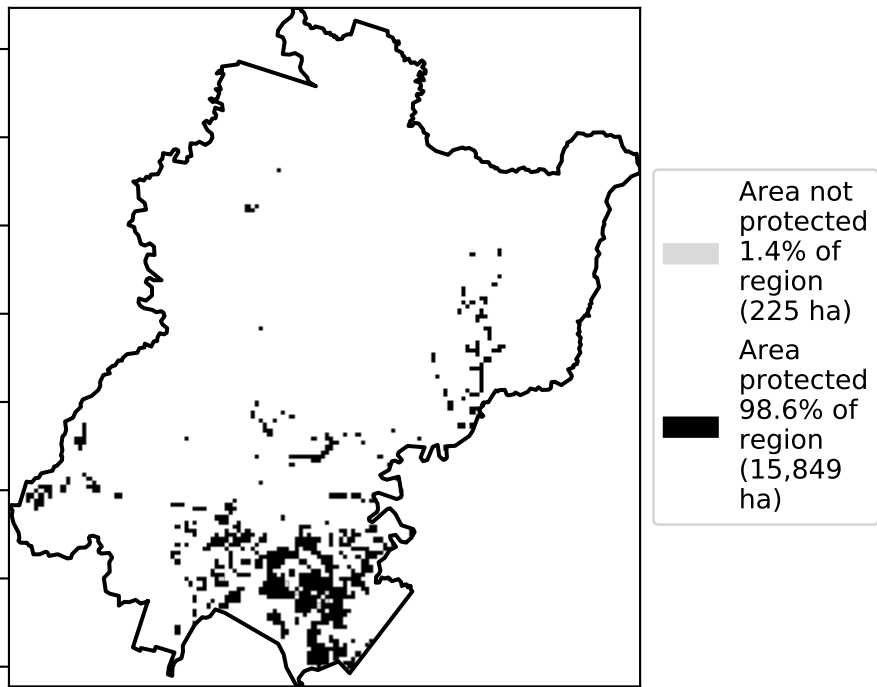 Area not
protected
1.4% of
region
(225 ha)
Area
protected
98.6% of
region
(15,849
ha)